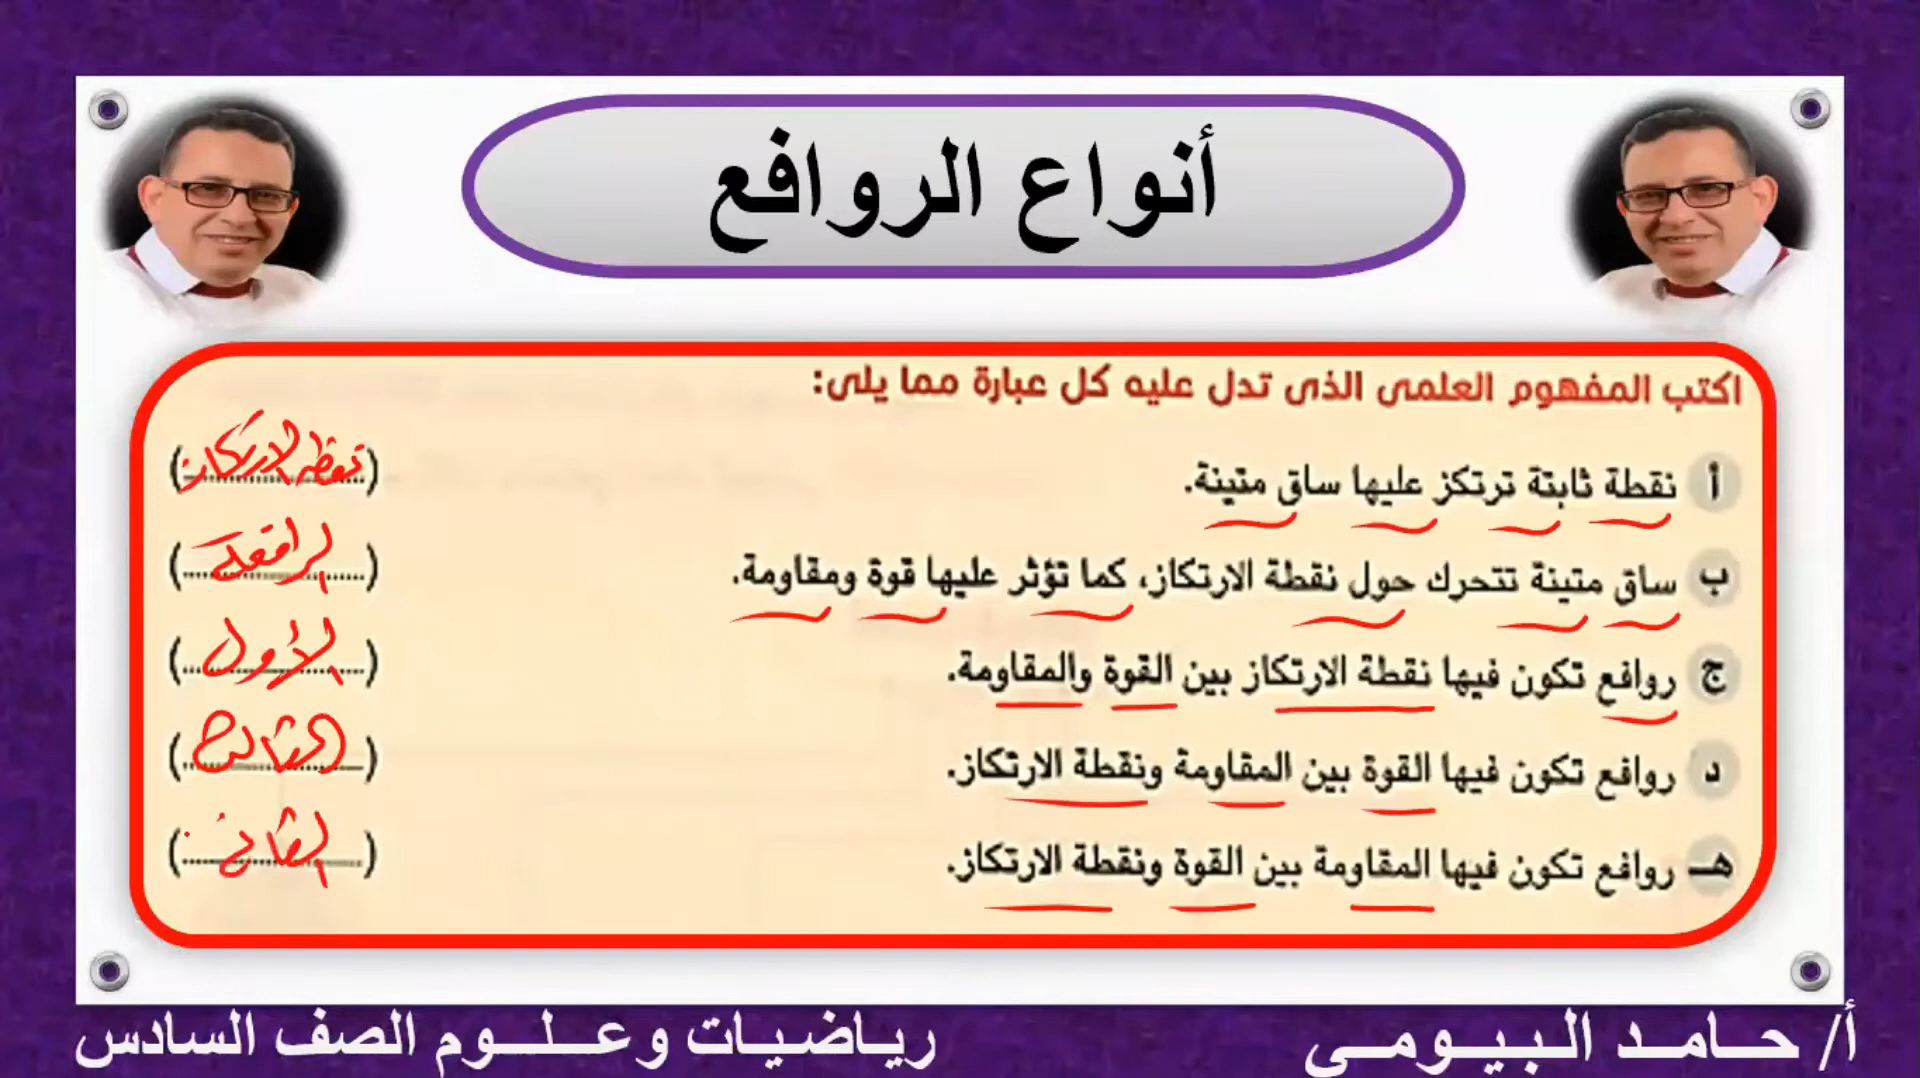 أنواع الروافع
اكتب المفهوم العلمى الذى تدل عليه كل عبارة مما يلى:
أ نقطة ثابتة ترتكز عليها ساق متينة. (نقطة الارتكاز)
ب ساق متينة تتحرك حول نقطة الارتكاز، كما تؤثر عليها قوة ومقاومة. (الرافعة)
ج روافع تكون فيها نقطة الارتكاز بين القوة والمقاومة. (الأول)
د روافع تكون فيها القوة بين المقاومة ونقطة الارتكاز. (الثالث)
هـ روافع تكون فيها المقاومة بين القوة ونقطة الارتكاز. (الثانى)
أ/ حـامـد البـيـومـى
رياضيات وعـلـوم الصف السادس